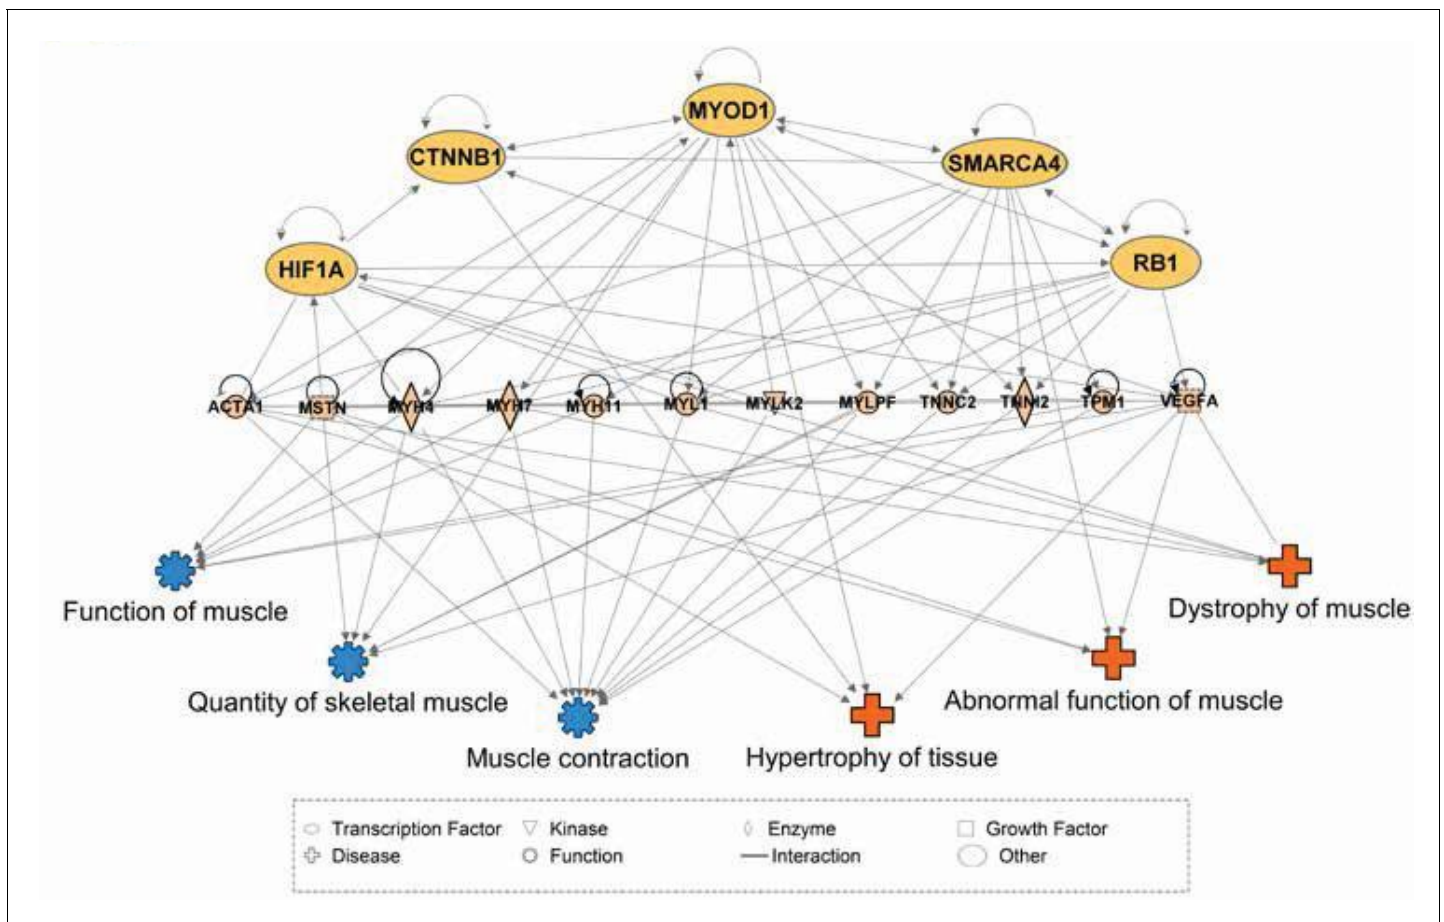 MYOD1
CTNNB1
SMARCA4
HIF1A
RB1
ACTA1 MSTN MYH4 MYH7 MYH11 MYL1 MYLK2 MYLPF TNNC2 TNNI2 TPM1 VEGFA
Function of muscle
Dystrophy of muscle
Quantity of skeletal muscle
Abnormal function of muscle
Muscle contraction
Hypertrophy of tissue
Transcription Factor Kinase Enzyme Growth Factor
Disease Function Interaction Other